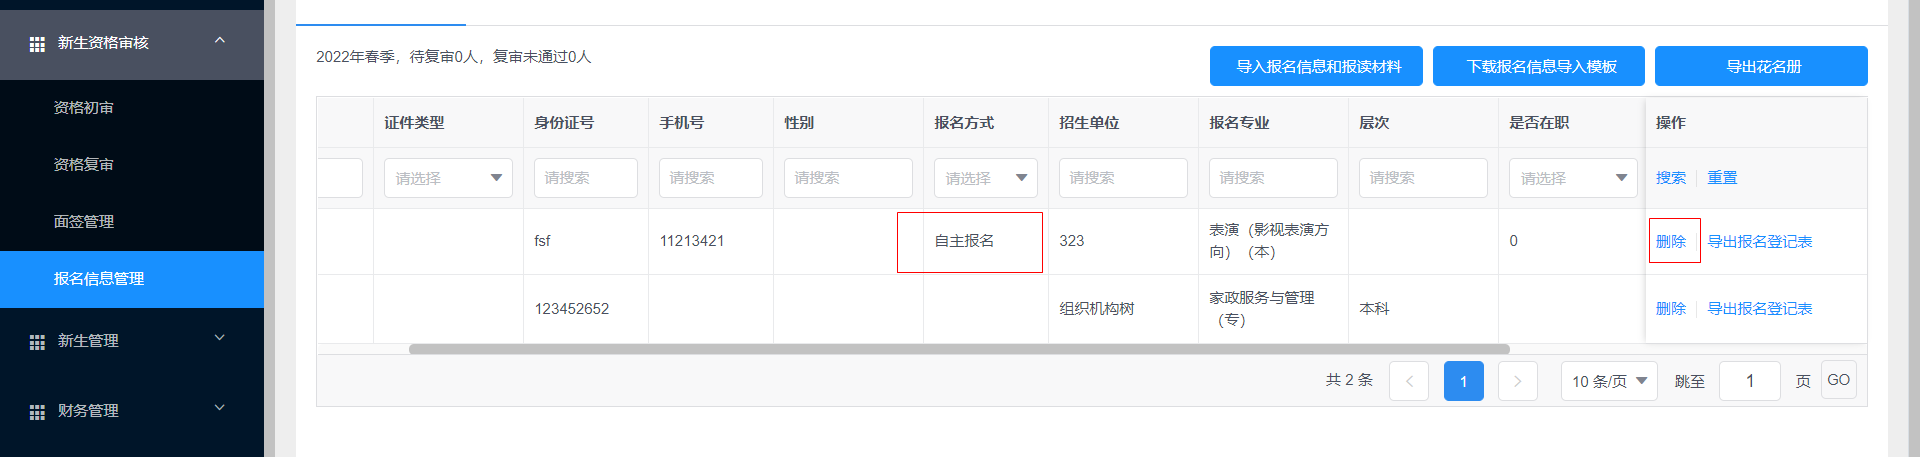 新生资格审核
资格初审
资格复审
面签管理
报名信息管理
新生管理
财务管理
2022年春季，待复审0人，复审未通过0人
导入报名信息和报读材料 下载报名信息导入模板 导出花名册
证件类型 身份证号 手机号 性别 报名方式 招生单位 报名专业 层次 是否在职 操作
请选择 请搜索 请搜索 请搜索 请选择 请搜索 请搜索 请搜索 请选择 搜索 重置
fsf 11213421 自主报名 323 表演（影视表演方 0 删除 导出报名登记表
向）（本）
123452652 组织机构树 家政服务与管理 本科 删除 导出报名登记表
（专）
共 2 条 1 10 条/页 跳至 1 页 GO